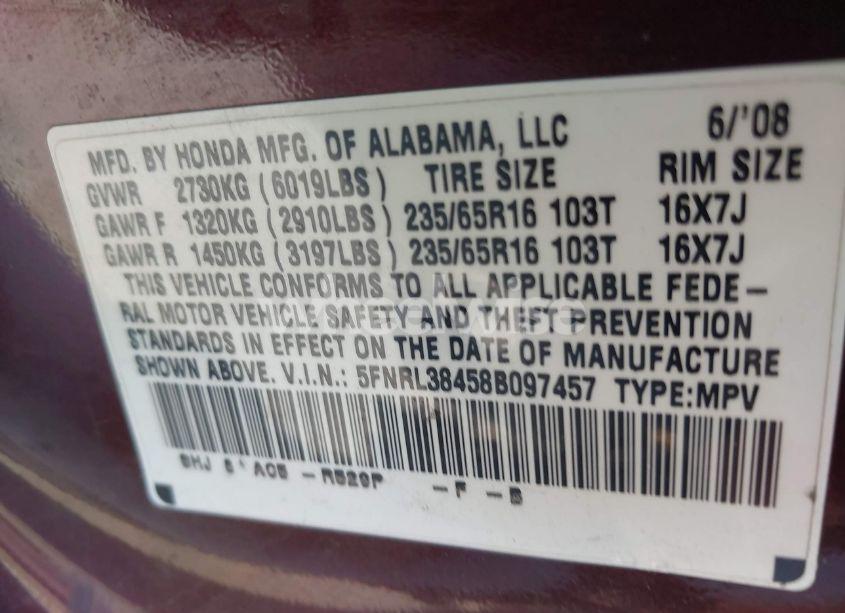 MFD. BY HONDA MFG. OF ALABAMA, LLC 6/'08
GVWR 2730KG (6019LBS) TIRE SIZE RIM SIZE
GAWR F 1320KG (2910LBS) 235/65R16 103T 16X7J
GAWR R 1450KG (3197LBS) 235/65R16 103T 16X7J
THIS VEHICLE CONFORMS TO ALL APPLICABLE FEDE-
RAL MOTOR VEHICLE SAFETY AND THEFT PREVENTION
STANDARDS IN EFFECT ON THE DATE OF MANUFACTURE
SHOWN ABOVE. V.I.N.: 5FNRL38458B097457 TYPE:MPV
SHJ R529P -F-B